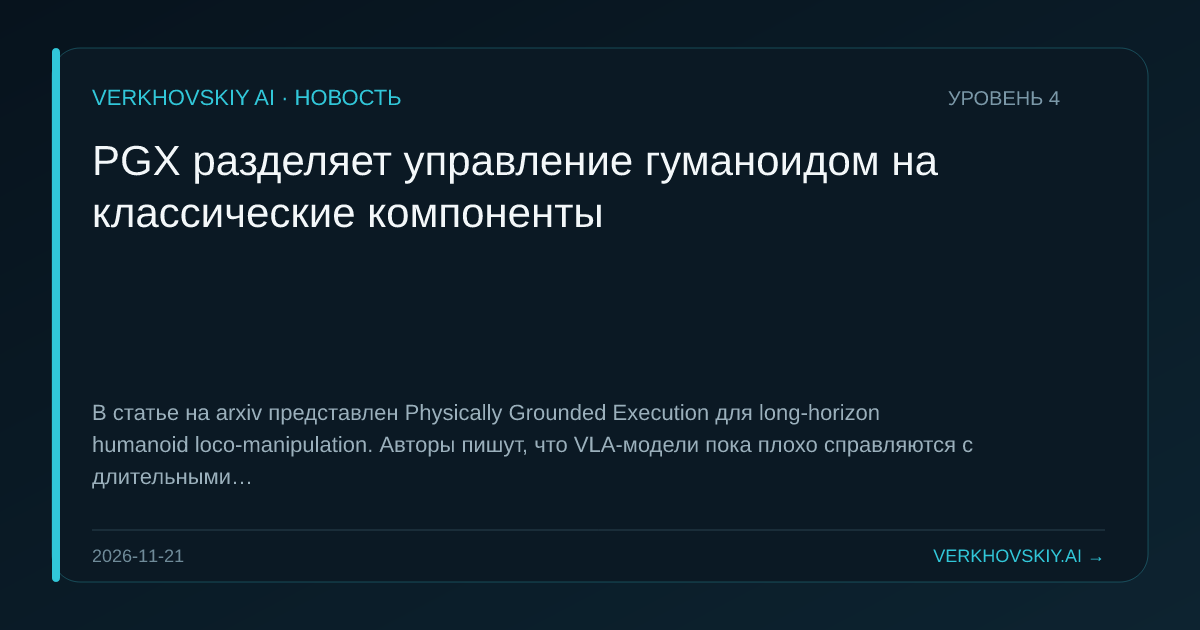 VERKHOVSKIY AI · НОВОСТЬ
УРОВЕНЬ 4
PGX разделяет управление гуманоидом на
классические компоненты
В статье на arxiv представлен Physically Grounded Execution для long-horizon
humanoid loco-manipulation. Авторы пишут, что VLA-модели пока плохо справляются с
длительными…
2026-11-21
VERKHOVSKIY.AI →